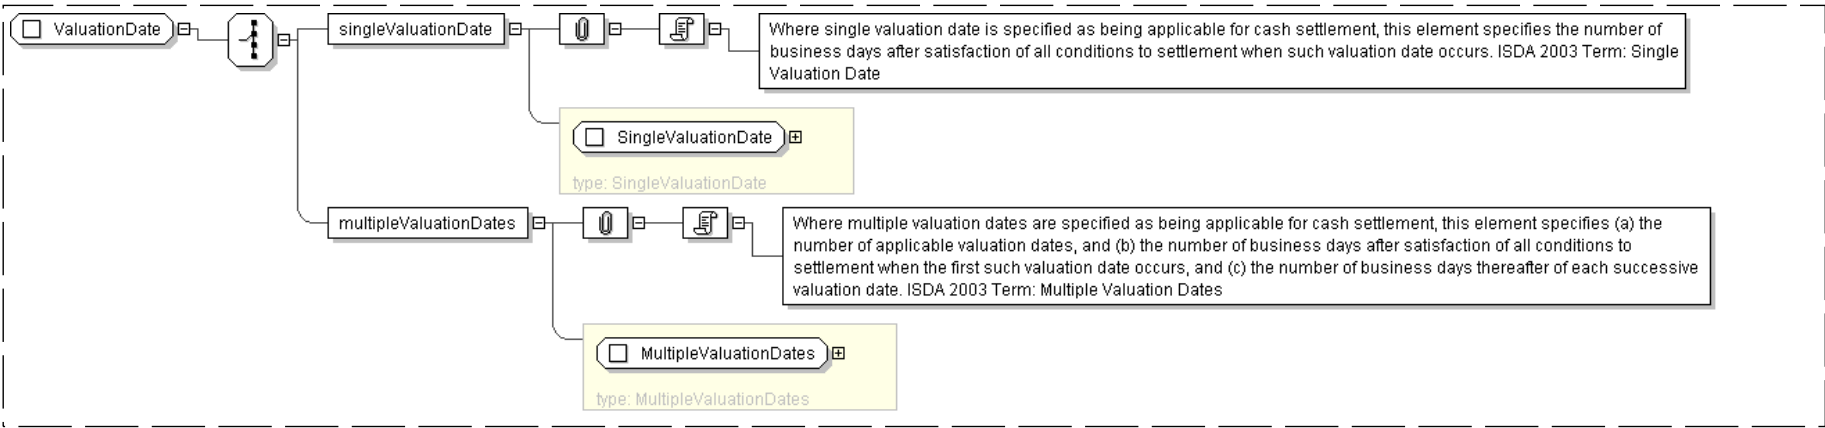 ValuationDate
singleValuationDate
Where single valuation date is specified as being applicable for cash settlement, this element specifies the number of
business days after satisfaction of all conditions to settlement when such valuation date occurs. ISDA 2003 Term: Single
Valuation Date
SingleValuationDate
type: SingleValuationDate
multipleValuationDates
Where multiple valuation dates are specified as being applicable for cash settlement, this element specifies (a) the
number of applicable valuation dates, and (b) the number of business days after satisfaction of all conditions to
settlement when the first such valuation date occurs, and (c) the number of business days thereafter of each successive
valuation date. ISDA 2003 Term: Multiple Valuation Dates
MultipleValuationDates
type: MultipleValuationDates